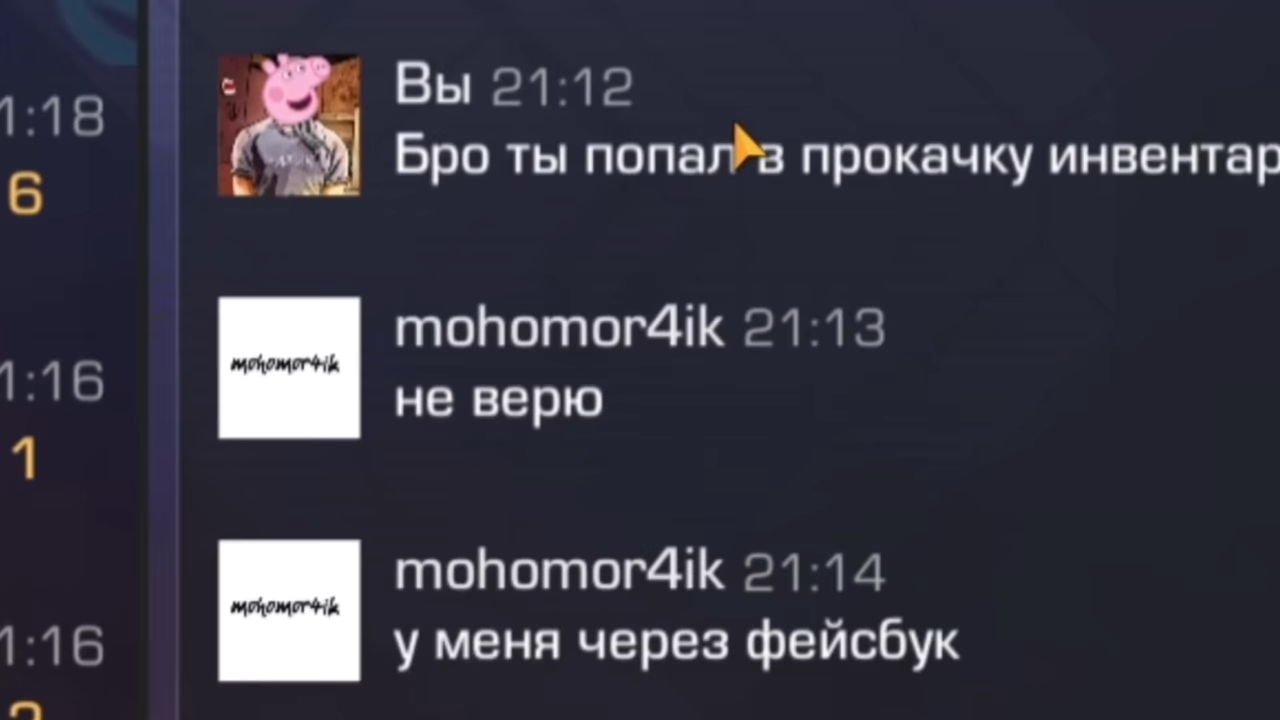 1:18
6
1:16
1
1:16
Вы 21:12
Бро ты попал в прокачку инвентар
mohomor4ik
mohomor4ik 21:13
не верю
mohomor4ik
mohomor4ik 21:14
у меня через фейсбук